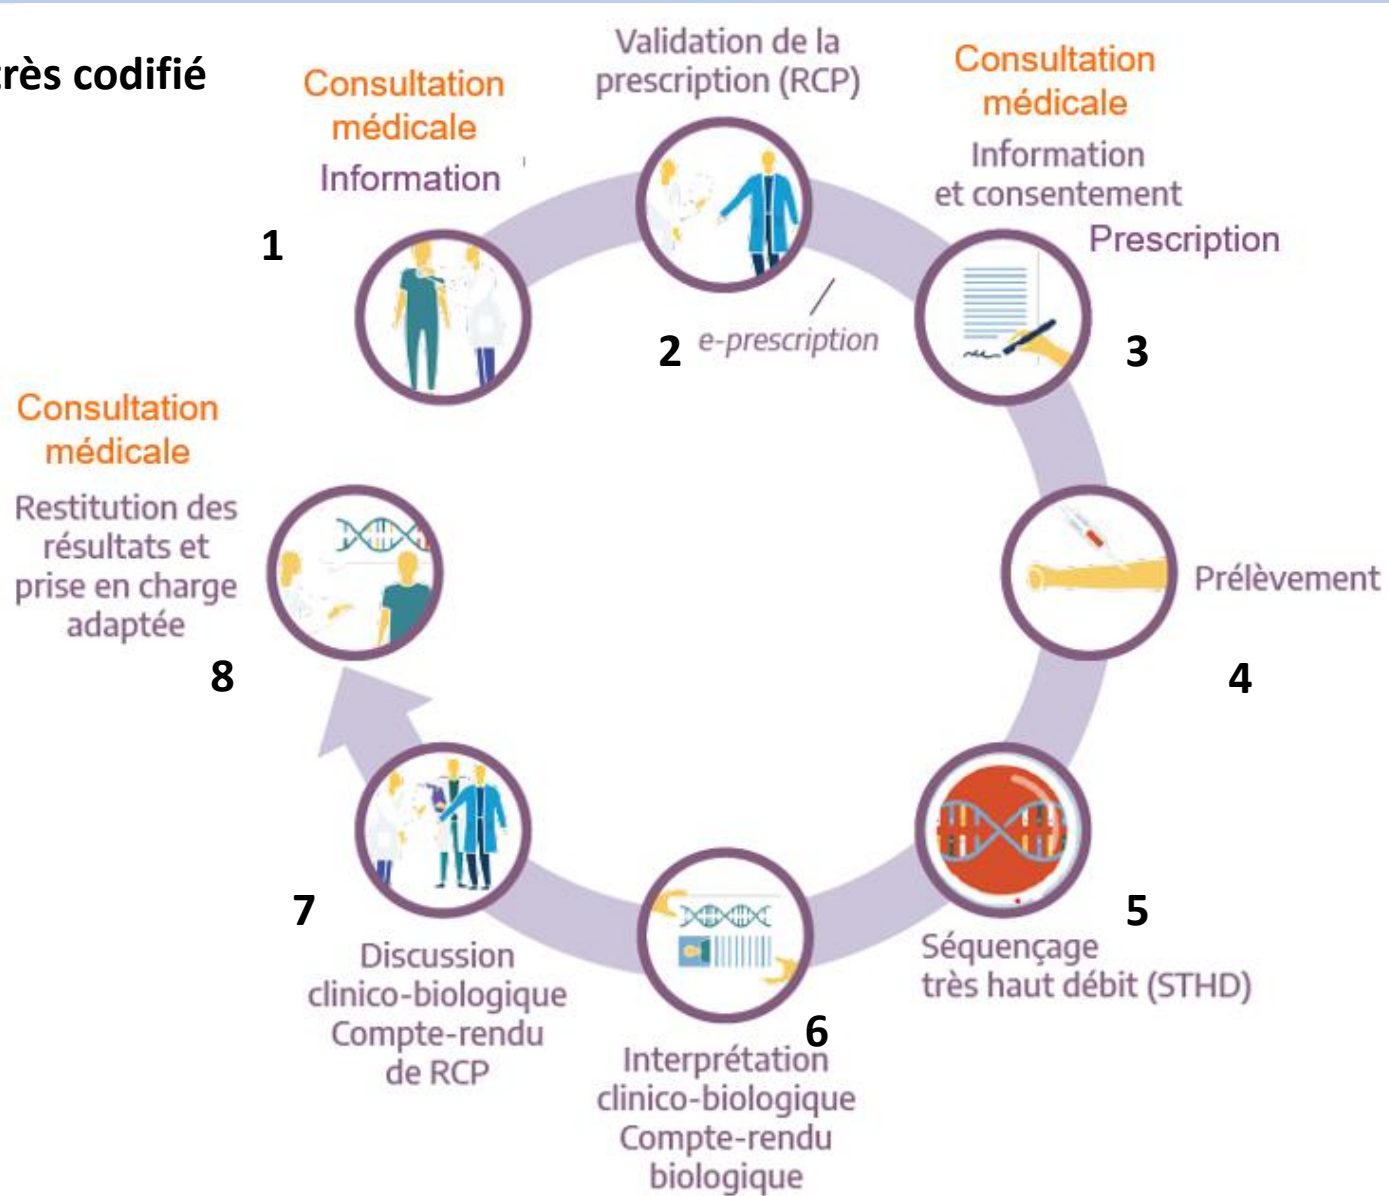 très codifié
Consultation
médicale
Information
1
Validation de la
prescription (RCP)
2
e-prescription
Consultation
médicale
Information
et consentement
Prescription
3
Prélèvement
4
5
Séquençage
très haut débit (STHD)
6
Interprétation
clinico-biologique
Compte-rendu
biologique
7
Discussion
clinico-biologique
Compte-rendu
de RCP
Consultation
médicale
Restitution des
résultats et
prise en charge
adaptée
8